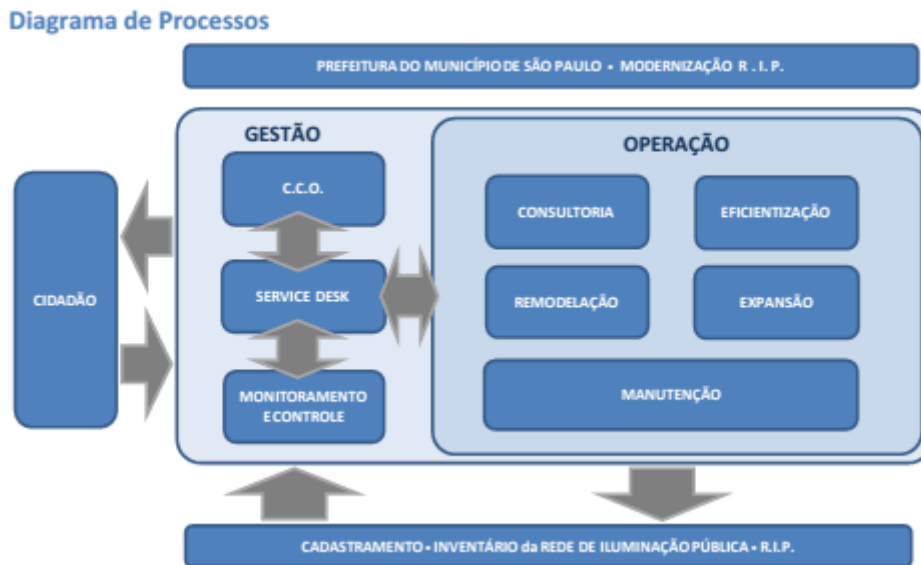 Diagrama de Processos
PREFEITURA DO MUNICÍPIO DE SÃO PAULO - MODERNIZAÇÃO R . I. P.
GESTÃO
OPERAÇÃO
C.C.O.
CONSULTORIA
EFICIENTIZAÇÃO
CIDADÃO
SERVICE DESK
REMODELAÇÃO
EXPANSÃO
MONITORAMENTO
E CONTROLE
MANUTENÇÃO
CADASTRAMENTO - INVENTÁRIO da REDE DE ILUMINAÇÃO PÚBLICA - R.I.P.